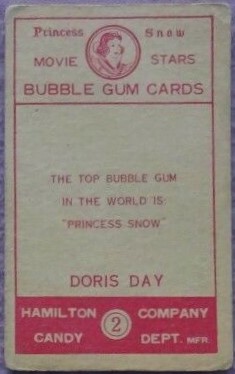 Princess Snow
MOVIE STARS
BUBBLE GUM CARDS
THE TOP BUBBLE GUM
IN THE WORLD IS:
"PRINCESS SNOW"
DORIS DAY
HAMILTON COMPANY
2
CANDY DEPT. MFR.